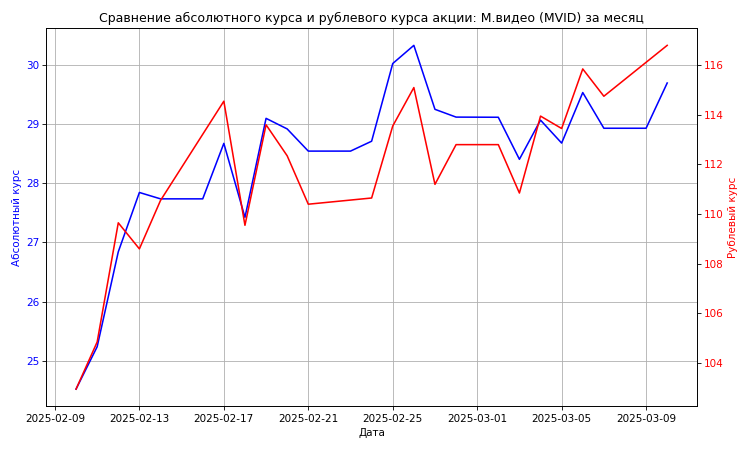 Сравнение абсолютного курса и рублевого курса акции: М.видео (MVID) за месяц
30
29
28
27
26
25
Абсолютный курс
116
114
112
110
108
106
104
Рублевый курс
2025-02-09 2025-02-13 2025-02-17 2025-02-21 2025-02-25 2025-03-01 2025-03-05 2025-03-09
Дата